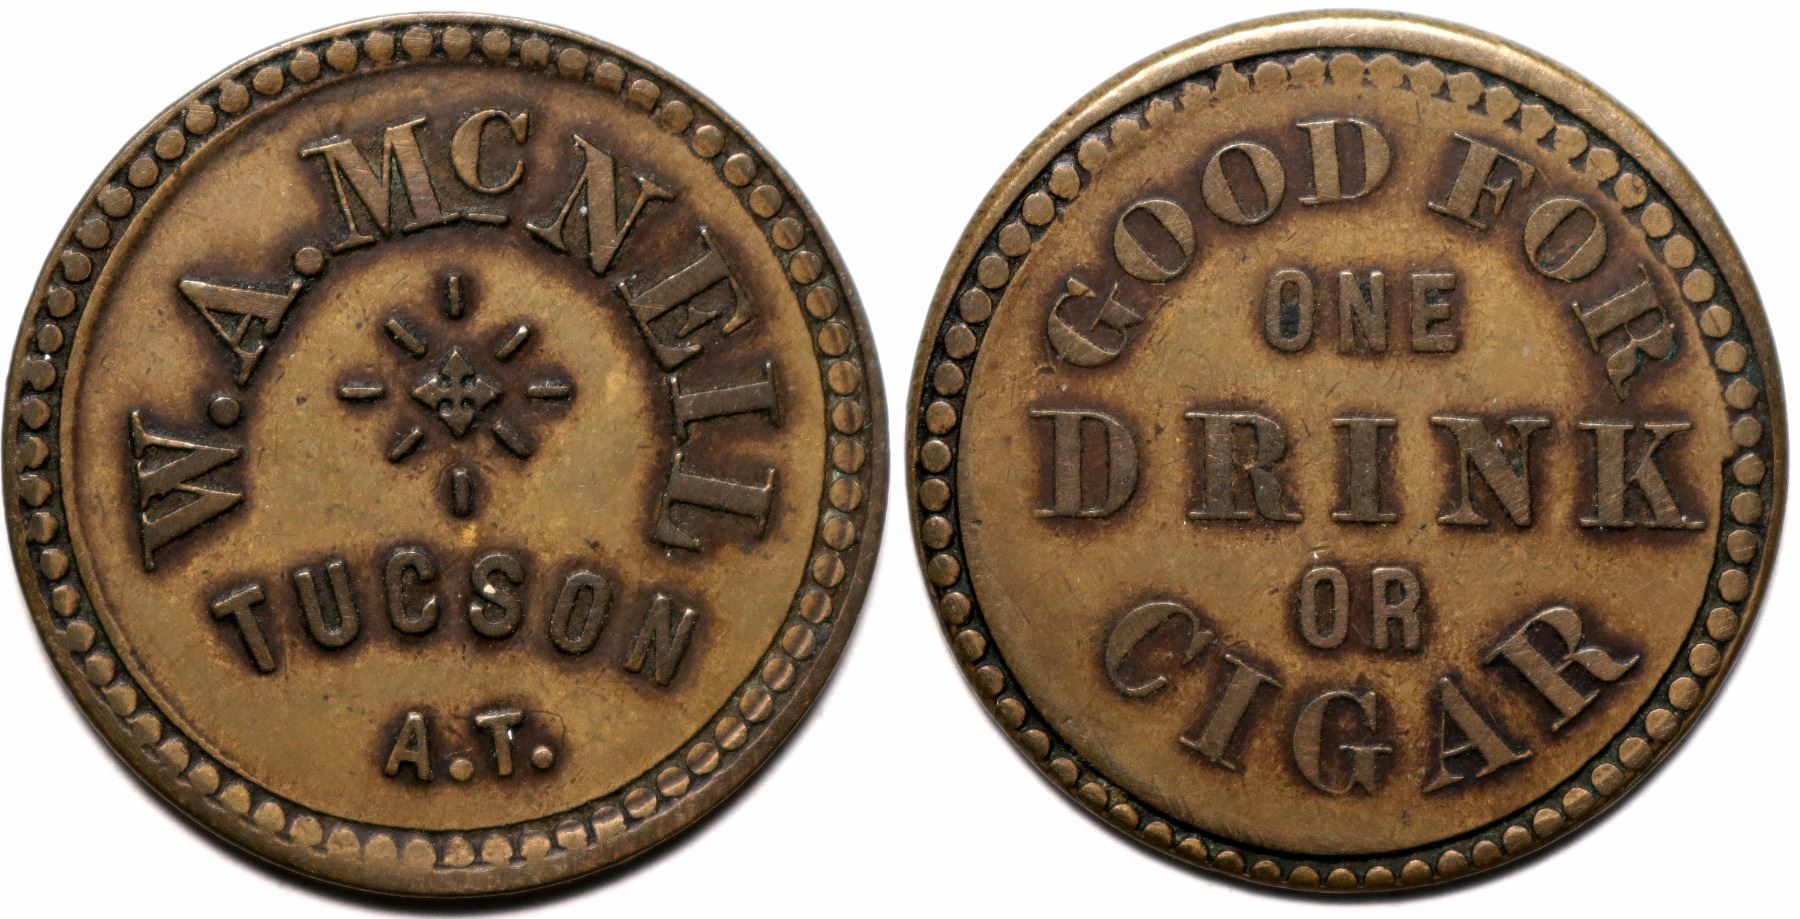 W. A. McNEIL
TUCSON
A.T.
GOOD FOR
ONE
DRINK
OR
CIGAR